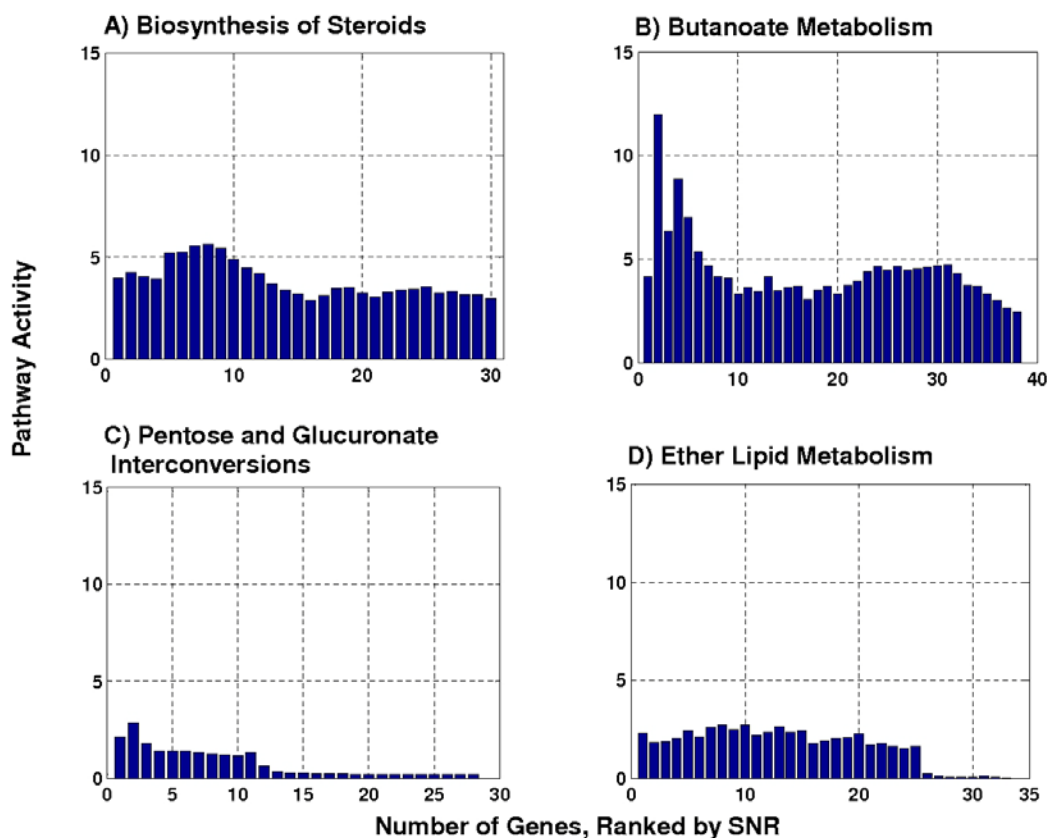 A) Biosynthesis of Steroids
15
10
5
0
0 10 20 30
B) Butanoate Metabolism
15
10
5
0
0 10 20 30 40
Pathway Activity
C) Pentose and Glucuronate
Interconversions
15
10
5
0
0 5 10 15 20 25 30
D) Ether Lipid Metabolism
15
10
5
0
0 5 10 15 20 25 30 35
Number of Genes, Ranked by SNR